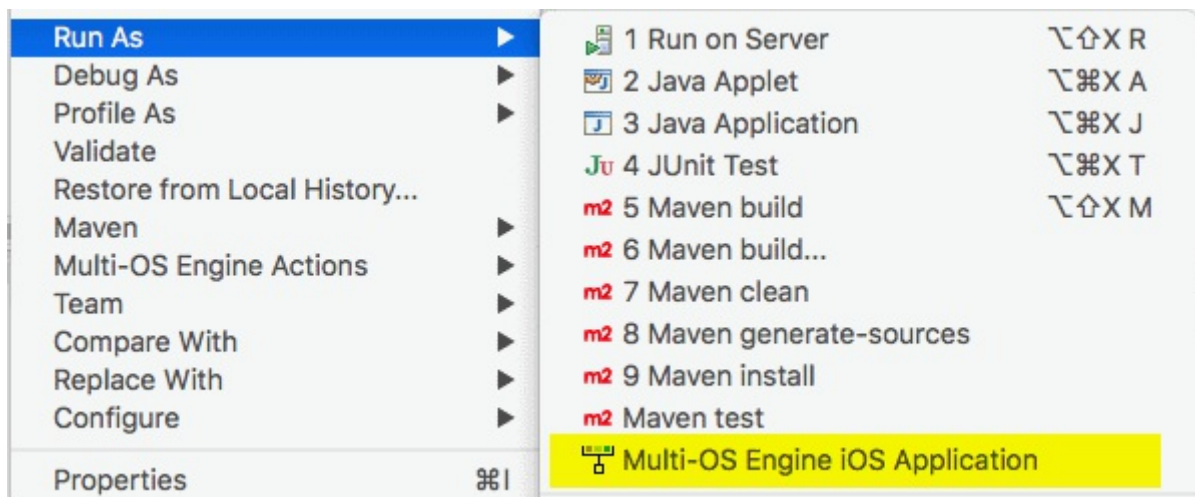 Run As
Debug As
Profile As
Validate
Restore from Local History...
Maven
Multi-OS Engine Actions
Team
Compare With
Replace With
Configure
Properties ⌘I
1 Run on Server ⌥⇧X R
2 Java Applet ⌥⌘X A
3 Java Application ⌥⌘X J
Ju 4 JUnit Test ⌥⌘X T
m2 5 Maven build ⌥⇧X M
m2 6 Maven build...
m2 7 Maven clean
m2 8 Maven generate-sources
m2 9 Maven install
m2 Maven test
Multi-OS Engine iOS Application